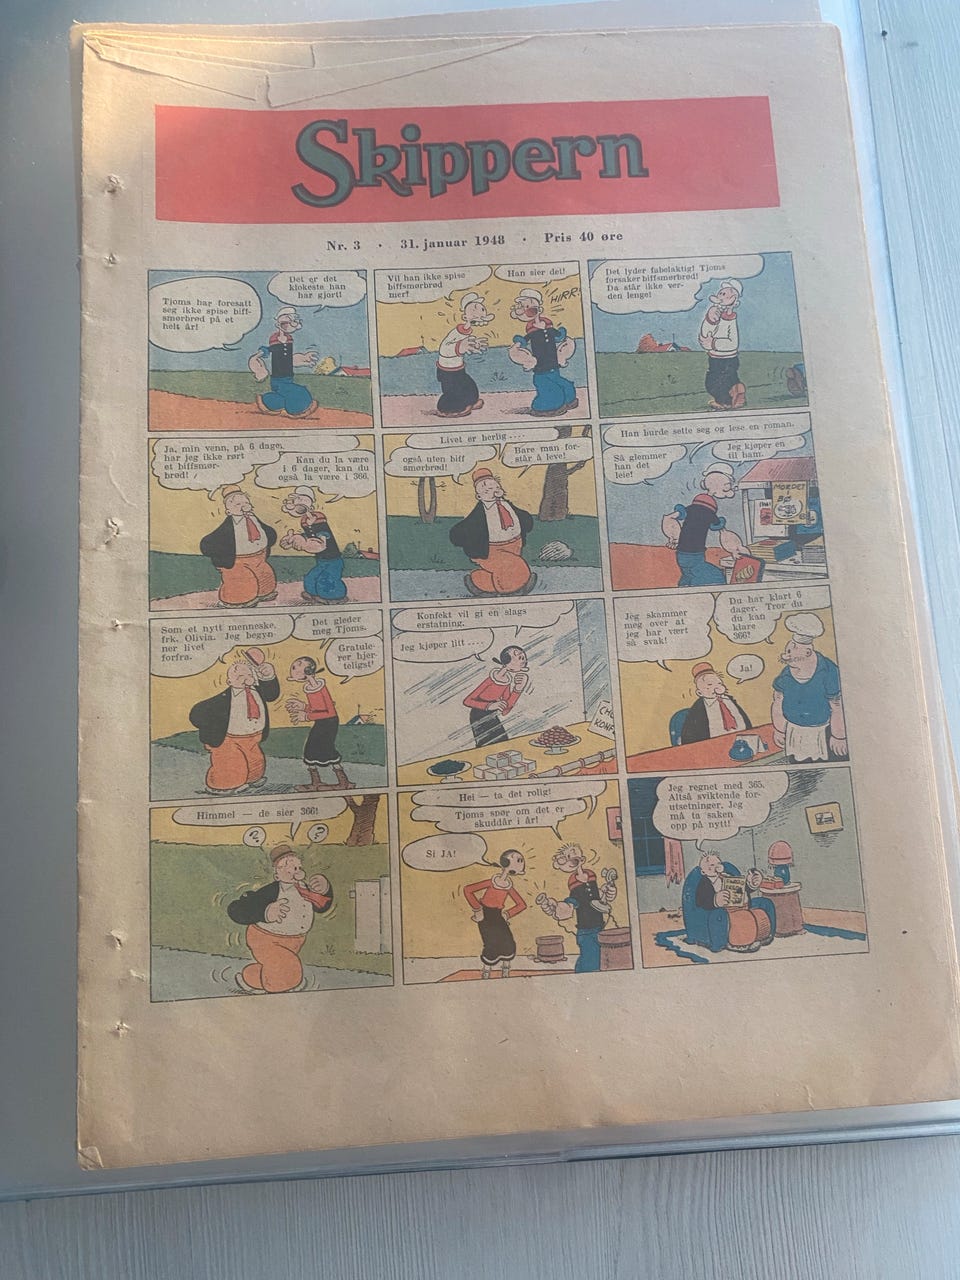 Skippern
Nr. 3 · 31. januar 1948 · Pris 40 øre
Tjoms har foresatt
seg ikke spise biff-
smørbrød på et
helt år!
Det er det
klokeste han
har gjort!
Vil han ikke spise
biffsmørbrød
mer?
Han sier det!
HIRR!
Det lyder fabelaktig! Tjoms
forsaker biffsmørbrød!
Da står ikke ver-
den lenge!
Ja, min venn, på 6 dage.
har jeg ikke rørt
et biffsmør-
brød!
Kan du la være
i 6 dager, kan du
også la være i 366.
Livet er herlig ....
også uten biff
smørbrød!
Bare man for-
står å leve!
Han burde sette seg og lese en roman.
Så glemmer
han det
leie!
Jeg kjøper en
til ham.
MORDET
I
BØ
Som et nytt menneske,
frk. Olivia. Jeg begyn-
ner livet
forfra.
Det gleder
meg Tjoms.
Gratule-
rer hjer-
teligst!
Konfekt vil gi en slags
erstatning.
Jeg kjøper litt ....
KONF
Jeg skammer
meg over at
jeg har vært
så svak!
Du har klart 6
dager. Tror du
du kan
klare
366?
Ja!
Himmel — de sier 366!
? ?
Hei — ta det rolig!
Tjoms spør om det er
skuddår i år!
Si JA!
Jeg regnet med 365.
Altså sviktende for-
utsetninger. Jeg
må ta saken
opp på nytt!